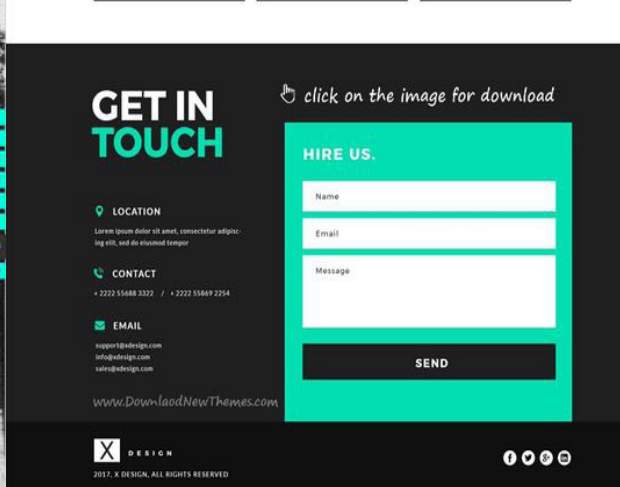 GET IN
TOUCH
click on the image for download
HIRE US.
Name
Email
Message
SEND
LOCATION
Lorem ipsum dolor sit amet, consectetur adipisc-
ing elit, sed do eiusmod tempor
CONTACT
+ 2222 55688 3322 / + 2222 55869 2254
EMAIL
support@xdesign.com
info@xdesign.com
sales@xdesign.com
www.DownlaodNewThemes.com
X DESIGN
2017, X DESIGN, ALL RIGHTS RESERVED